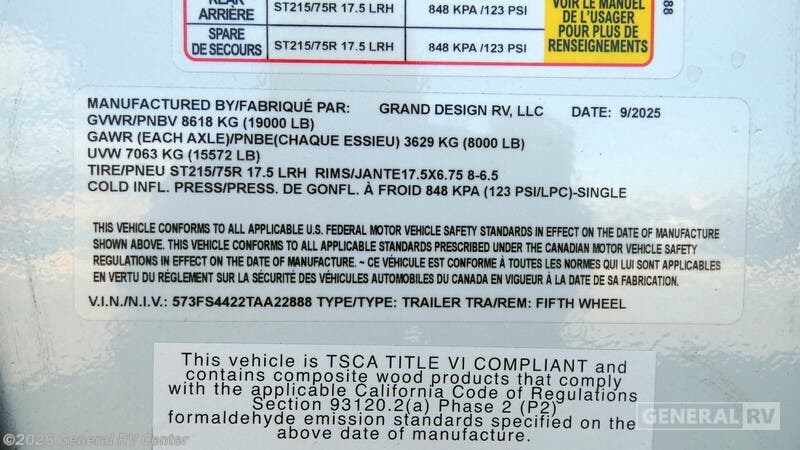 REAR
ARRIÈRE
ST215/75R 17.5 LRH
848 KPA /123 PSI
SPARE
DE SECOURS
ST215/75R 17.5 LRH
848 KPA /123 PSI
VOIR LE MANUEL
DE L'USAGER
POUR PLUS DE
RENSEIGNEMENTS
88
MANUFACTURED BY/FABRIQUÉ PAR: GRAND DESIGN RV, LLC DATE: 9/2025
GVWR/PNBV 8618 KG (19000 LB)
GAWR (EACH AXLE)/PNBE(CHAQUE ESSIEU) 3629 KG (8000 LB)
UVW 7063 KG (15572 LB)
TIRE/PNEU ST215/75R 17.5 LRH RIMS/JANTE17.5X6.75 8-6.5
COLD INFL. PRESS/PRESS. DE GONFL. À FROID 848 KPA (123 PSI/LPC)-SINGLE
THIS VEHICLE CONFORMS TO ALL APPLICABLE U.S. FEDERAL MOTOR VEHICLE SAFETY STANDARDS IN EFFECT ON THE DATE OF MANUFACTURE
SHOWN ABOVE. THIS VEHICLE CONFORMS TO ALL APPLICABLE STANDARDS PRESCRIBED UNDER THE CANADIAN MOTOR VEHICLE SAFETY
REGULATIONS IN EFFECT ON THE DATE OF MANUFACTURE. ~ CE VÉHICULE EST CONFORME À TOUTES LES NORMES QUI LUI SONT APPLICABLES
EN VERTU DU RÉGLEMENT SUR LA SÉCURITÉ DES VÉHICULES AUTOMOBILES DU CANADA EN VIGUEUR À LA DATE DE SA FABRICATION.
V.I.N./N.I.V.: 573FS4422TAA22888 TYPE/TYPE: TRAILER TRA/REM: FIFTH WHEEL
This vehicle is TSCA TITLE VI COMPLIANT and
contains composite wood products that comply
with the applicable California Code of Regulations
Section 93120.2(a) Phase 2 (P2)
formaldehyde emission standards specified on the
above date of manufacture.
GENERAL RV
©2026 General RV Center